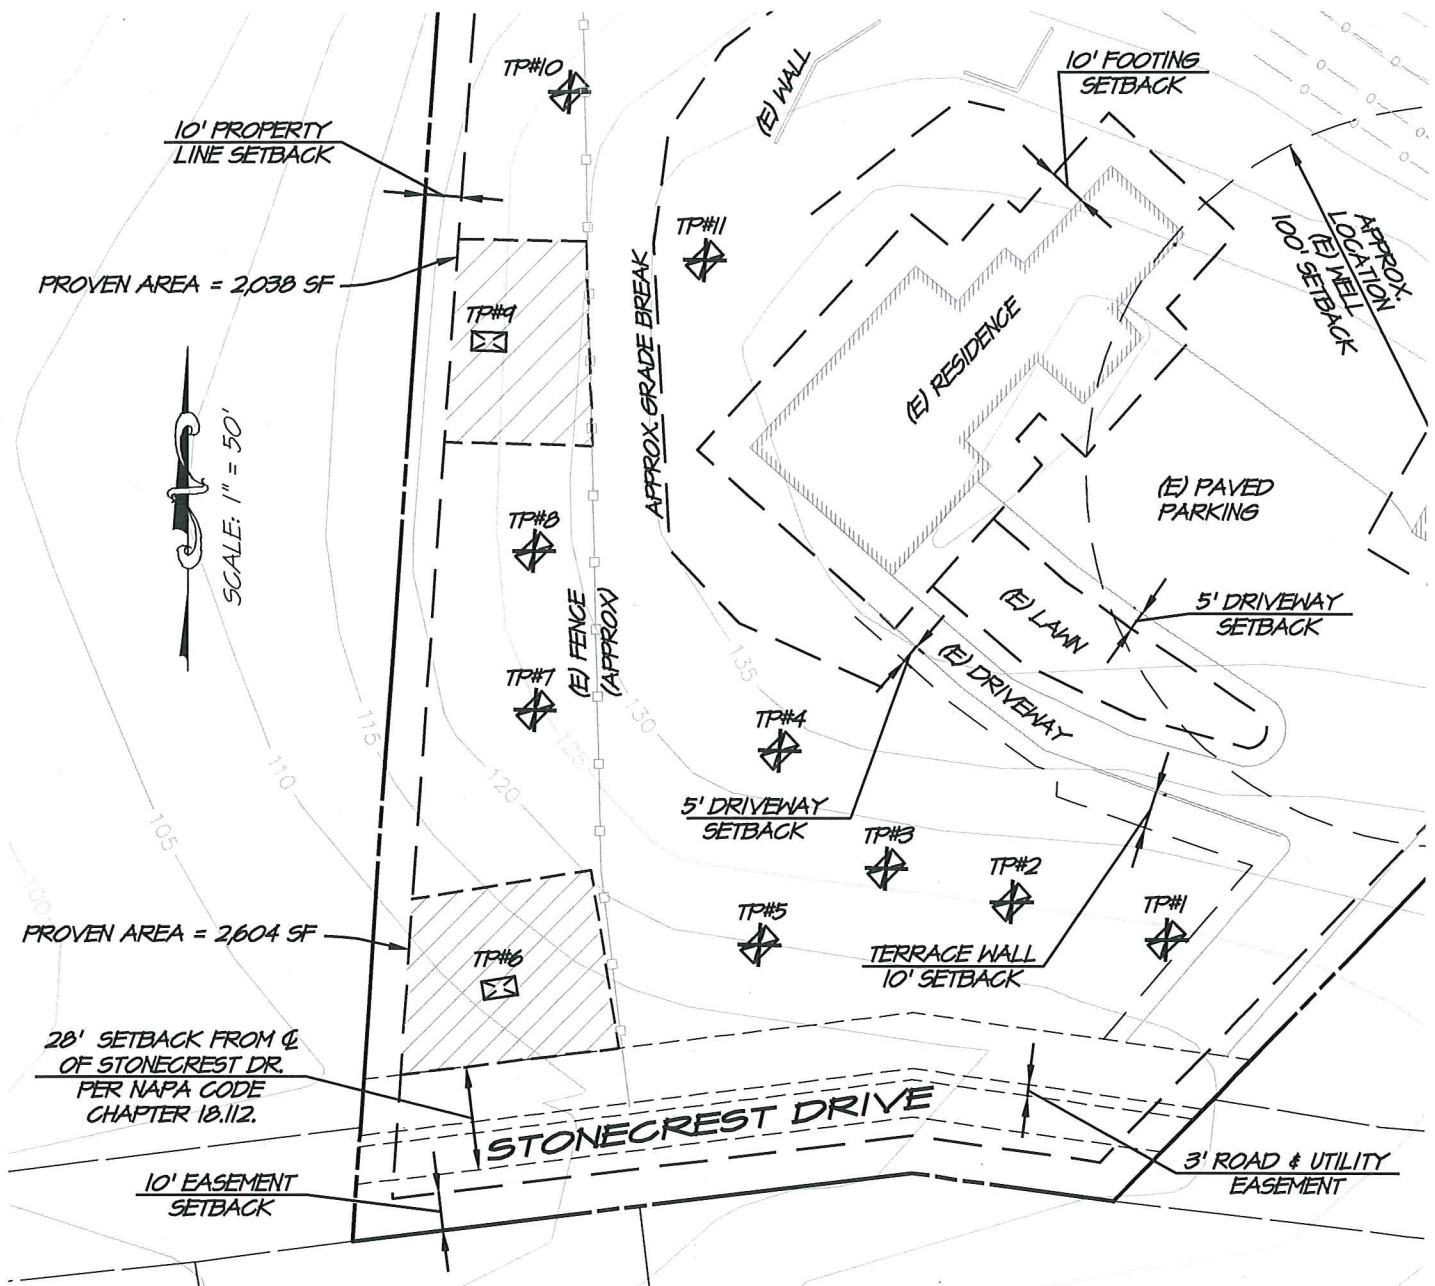 TP#10
(E) WALL
10' FOOTING
SETBACK
10' PROPERTY
LINE SETBACK
TP#11
APPROX.
LOCATION
(E) WELL
100' SETBACK
PROVEN AREA = 2,038 SF
TP#9
APPROX. GRADE BREAK
(E) RESIDENCE
SCALE: 1" = 50'
(E) PAVED
PARKING
TP#8
(E) FENCE
(APPROX)
(E) LAWN
5' DRIVEWAY
SETBACK
(E) DRIVEWAY
135
TP#7
130
TP#4
115
125
110
120
105
5' DRIVEWAY
SETBACK
TP#3
TP#2
TP#1
100
TP#5
PROVEN AREA = 2,604 SF
TP#6
TERRACE WALL
10' SETBACK
28' SETBACK FROM ℄
OF STONECREST DR.
PER NAPA CODE
CHAPTER 18.112.
STONECREST DRIVE
10' EASEMENT
SETBACK
3' ROAD & UTILITY
EASEMENT